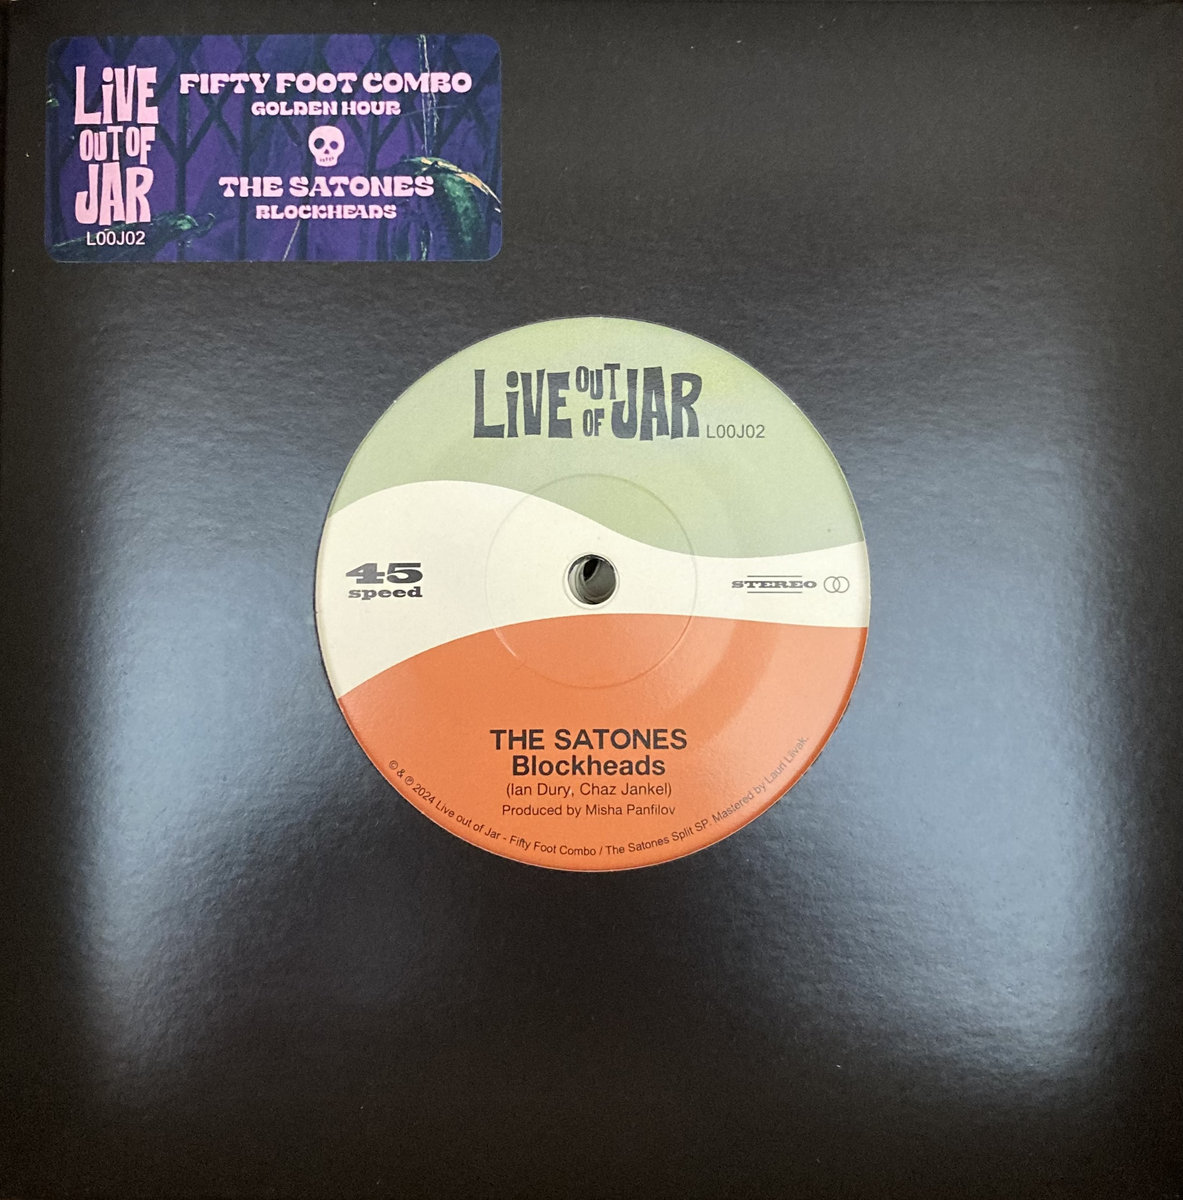 LiVE
OUT OF
JAR
L00J02
FIFTY FOOT COMBO
GOLDEN HOUR
THE SATONES
BLOCKHEADS
LiVE OUT OF JAR L00J02
45
speed
STEREO
THE SATONES
Blockheads
(Ian Dury, Chaz Jankel)
Produced by Misha Panfilov
© & ℗ 2024 Live out of Jar - Fifty Foot Combo / The Satones Split SP. Mastered by Lauri Liivak.